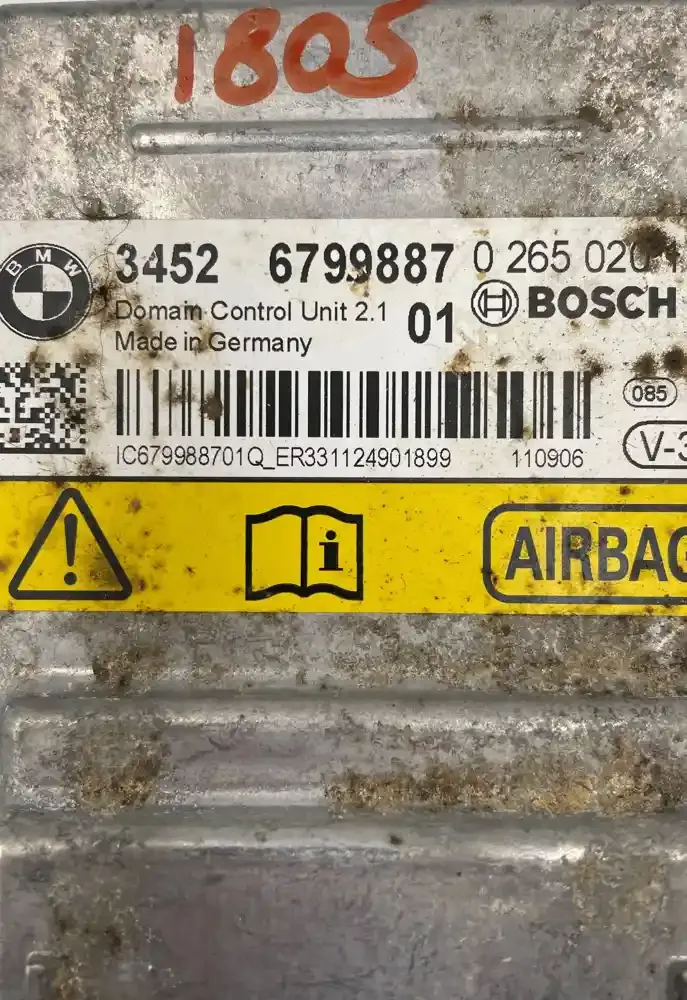 1805
BMW
3452 6799887 0 265 020
Domain Control Unit 2.1 01 BOSCH
Made in Germany
085
IC679988701Q_ER331124901899 110906
V-3
i
AIRBAG